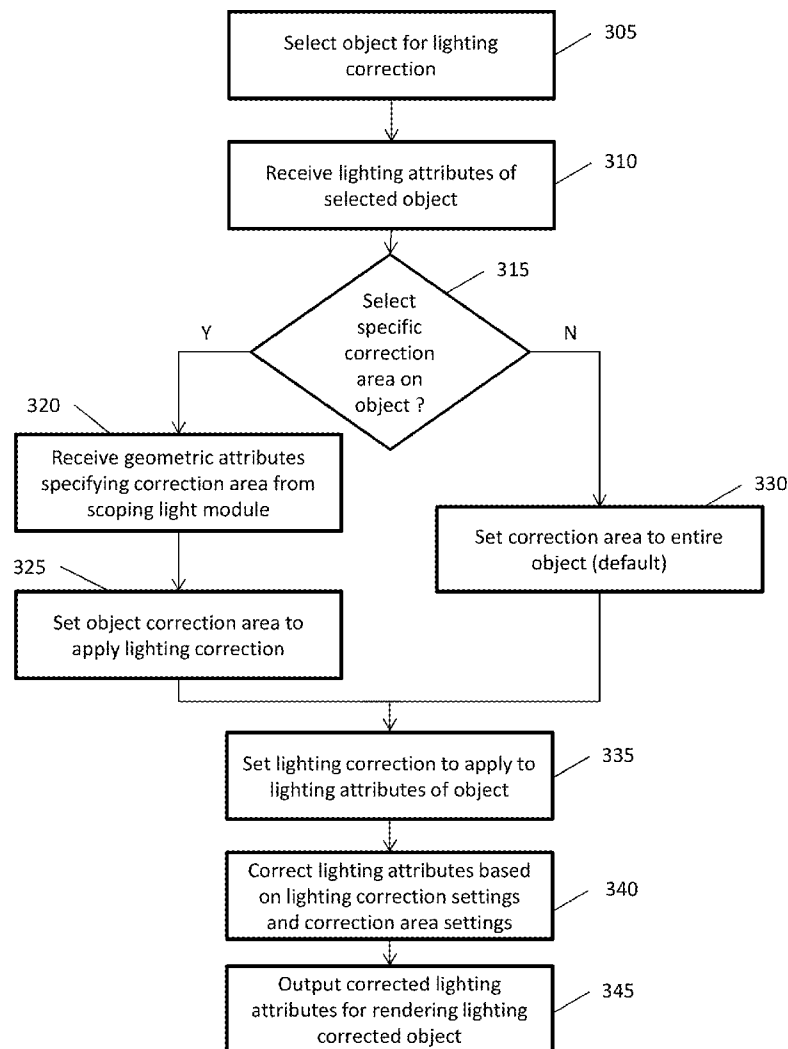 Select object for lighting
correction
305
Receive lighting attributes of
selected object
310
315
Select
specific
correction
area on
object ?
Y
N
320
Receive geometric attributes
specifying correction area from
scoping light module
330
Set correction area to entire
object (default)
325
Set object correction area to
apply lighting correction
Set lighting correction to apply to
lighting attributes of object
335
Correct lighting attributes based
on lighting correction settings
and correction area settings
340
Output corrected lighting
attributes for rendering lighting
corrected object
345